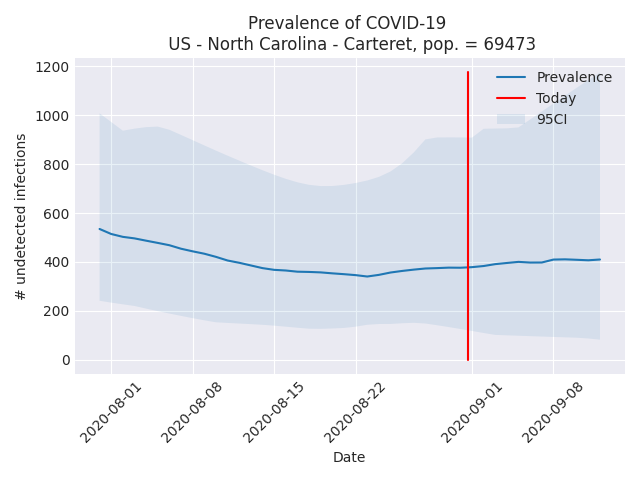 Prevalence of COVID-19
US - North Carolina - Carteret, pop. = 69473
1200
1000
800
600
400
200
0
# undetected infections
Prevalence
Today
95CI
2020-08-01
2020-08-08
2020-08-15
2020-08-22
2020-09-01
2020-09-08
Date